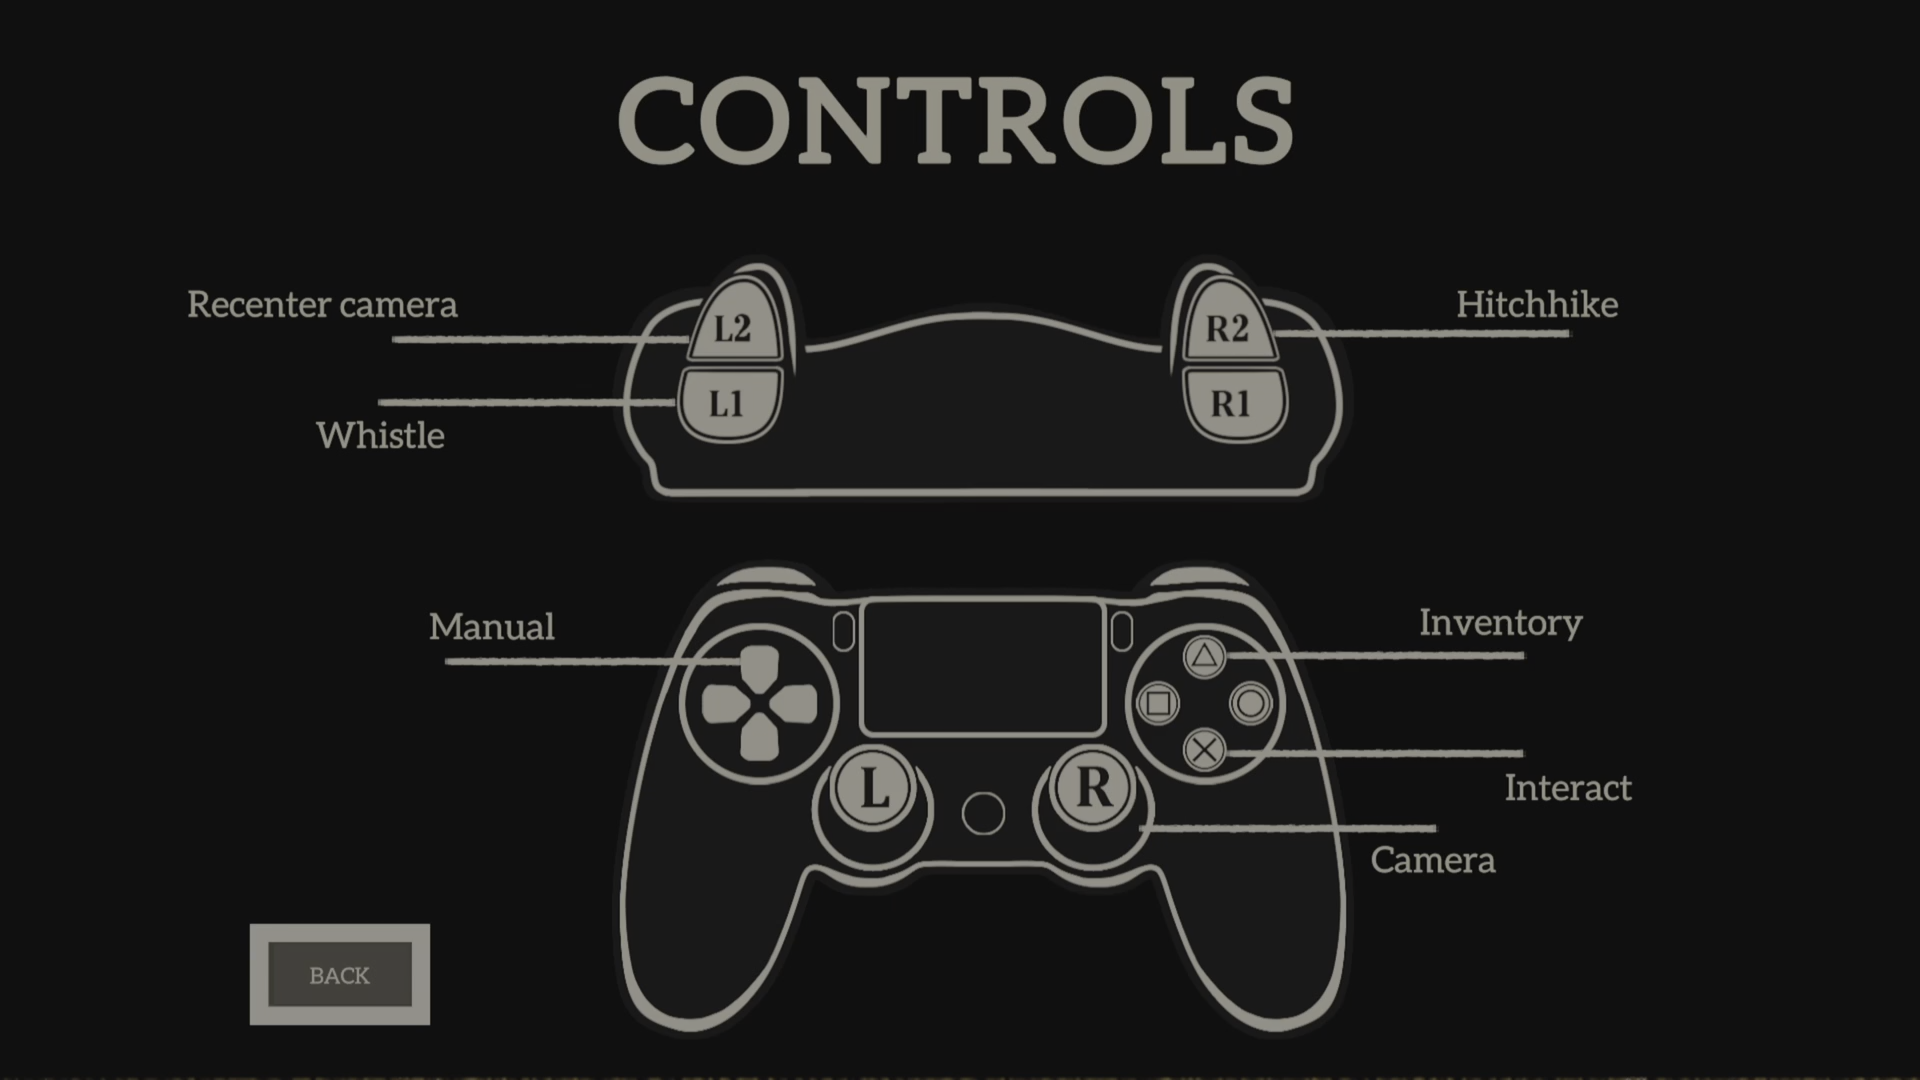 CONTROLS
Recenter camera
Hitchhike
L2
R2
L1
R1
Whistle
Manual
Inventory
L
R
Interact
Camera
BACK